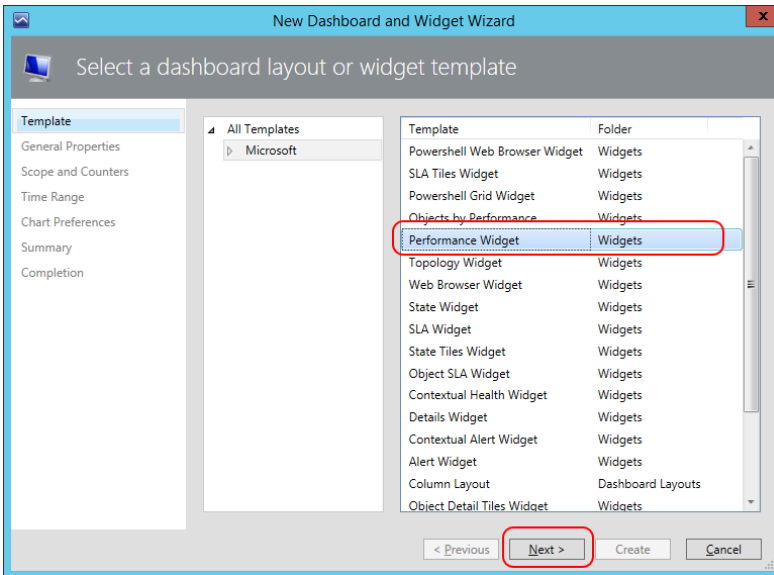 New Dashboard and Widget Wizard
x
Select a dashboard layout or widget template
Template
General Properties
Scope and Counters
Time Range
Chart Preferences
Summary
Completion
All Templates
Microsoft
Template Folder
Powershell Web Browser Widget Widgets
SLA Tiles Widget Widgets
Powershell Grid Widget Widgets
Objects by Performance Widgets
Performance Widget Widgets
Topology Widget Widgets
Web Browser Widget Widgets
State Widget Widgets
SLA Widget Widgets
State Tiles Widget Widgets
Object SLA Widget Widgets
Contextual Health Widget Widgets
Details Widget Widgets
Contextual Alert Widget Widgets
Alert Widget Widgets
Column Layout Dashboard Layouts
Object Detail Tiles Widget Widgets
< Previous Next > Create Cancel